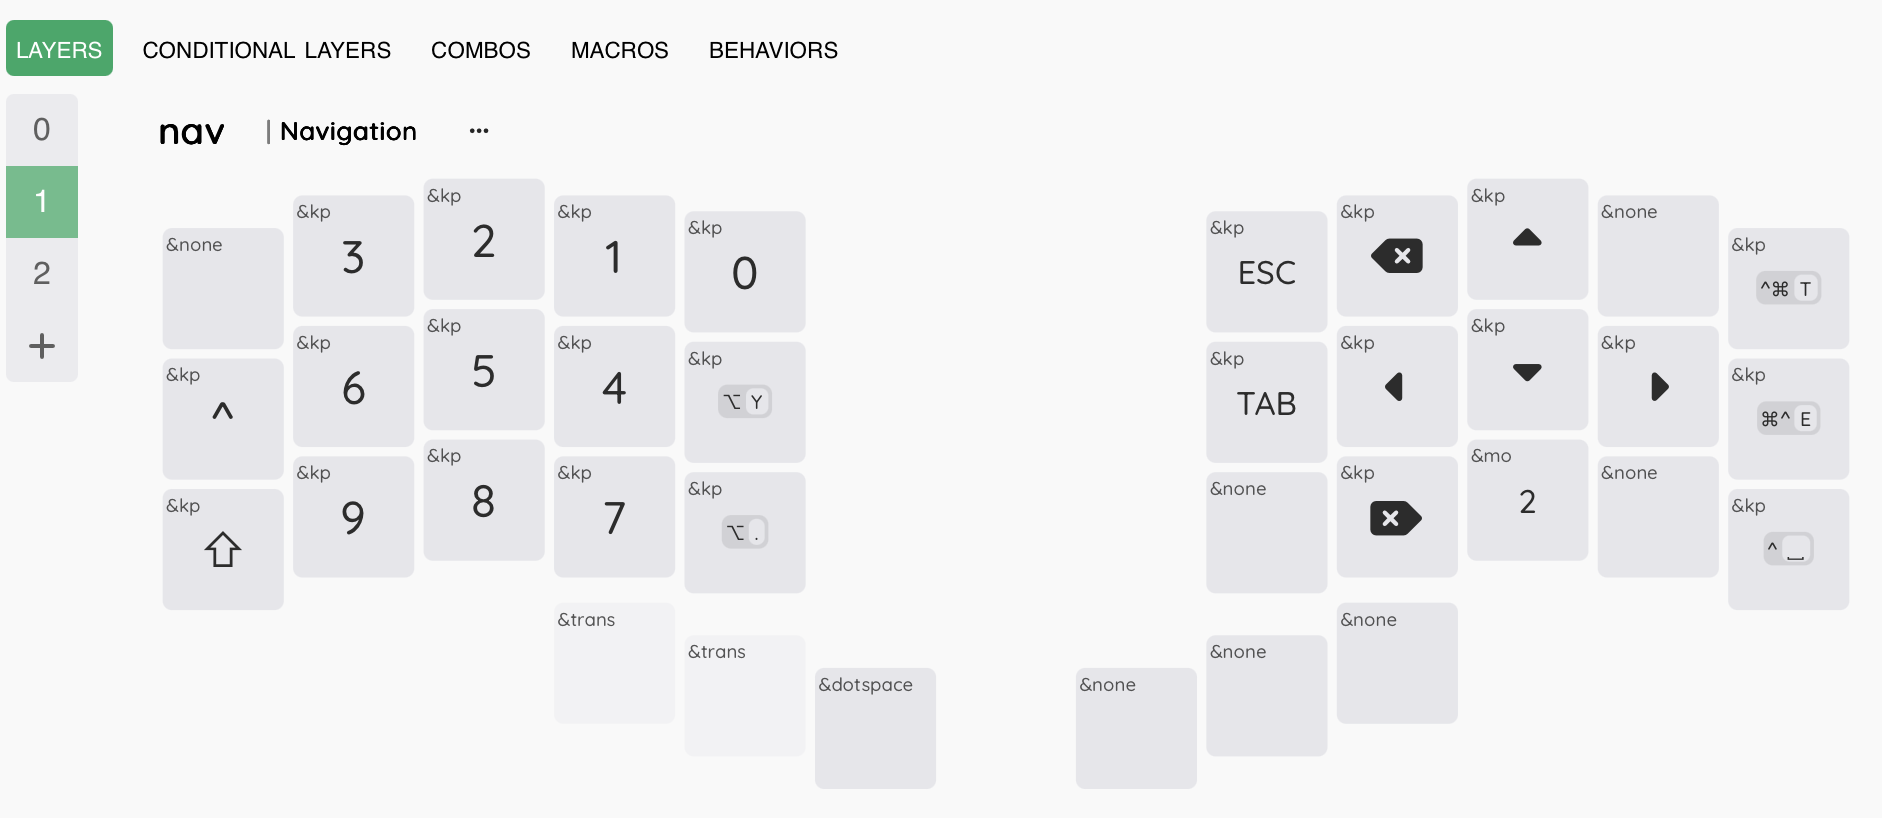 LAYERS CONDITIONAL LAYERS COMBOS MACROS BEHAVIORS
0
1
2
+
nav | Navigation ···
&none &kp 3 &kp 2 &kp 1 &kp 0 &kp ESC &kp &kp &none &kp ^⌘ T
&kp ^ &kp 6 &kp 5 &kp 4 &kp ⌥ Y &kp TAB &kp &kp &kp &kp ⌘^ E
&kp ⇧ &kp 9 &kp 8 &kp 7 &kp ⌥ . &none &kp &mo 2 &none &kp ^ ⎵
&trans &trans &dotspace &none &none &none